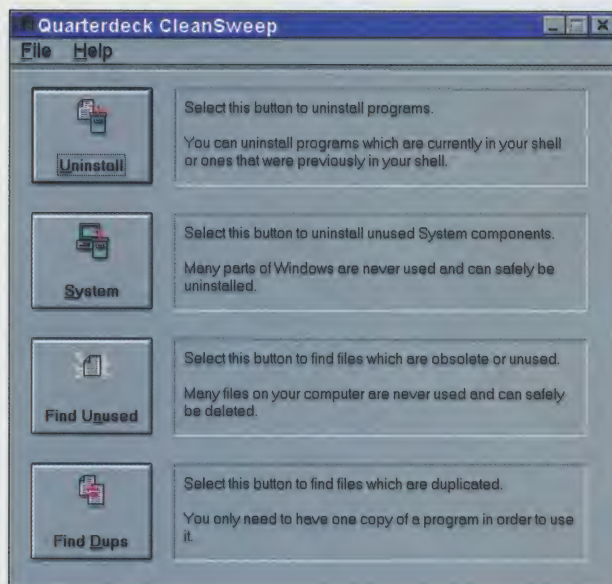 Quarterdeck CleanSweep
File Help
Uninstall
Select this button to uninstall programs.
You can uninstall programs which are currently in your shell
or ones that were previously in your shell.
System
Select this button to uninstall unused System components.
Many parts of Windows are never used and can safely be
uninstalled.
Find Unused
Select this button to find files which are obsolete or unused.
Many files on your computer are never used and can safely
be deleted.
Find Dups
Select this button to find files which are duplicated.
You only need to have one copy of a program in order to use
it.